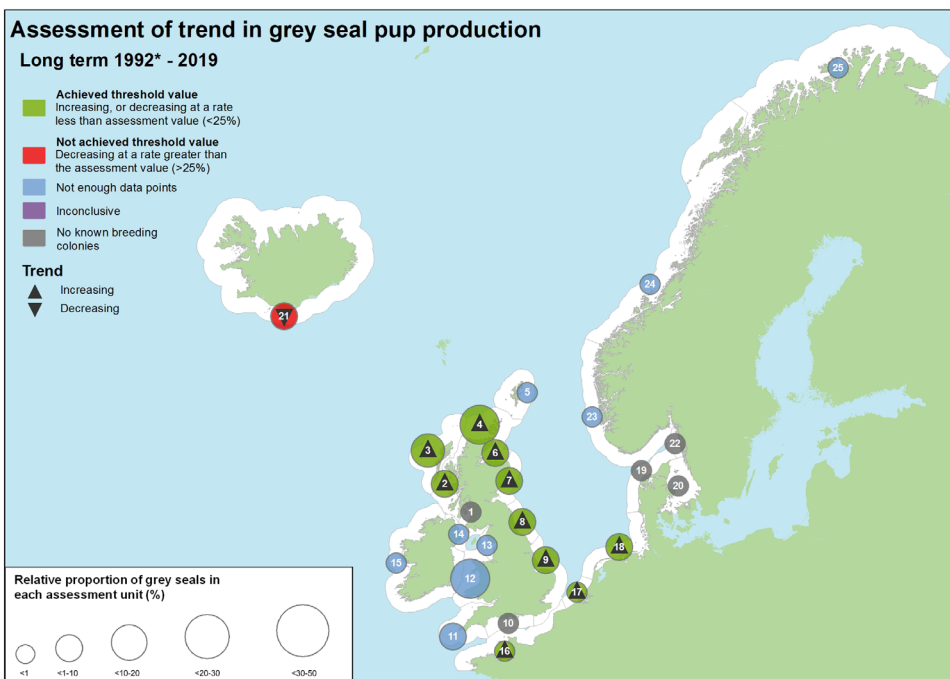 Assessment of trend in grey seal pup production
Long term 1992* - 2019
Achieved threshold value
Increasing, or decreasing at a rate
less than assessment value (<25%)
Not achieved threshold value
Decreasing at a rate greater than
the assessment value (>25%)
Not enough data points
Inconclusive
No known breeding
colonies
Trend
Increasing
Decreasing
25
24
21
5
23
4
22
3
6
19
2
7
20
1
8
14
13
18
9
15
12
17
10
11
16
Relative proportion of grey seals in
each assessment unit (%)
<1
<1-10
<10-20
<20-30
<30-50